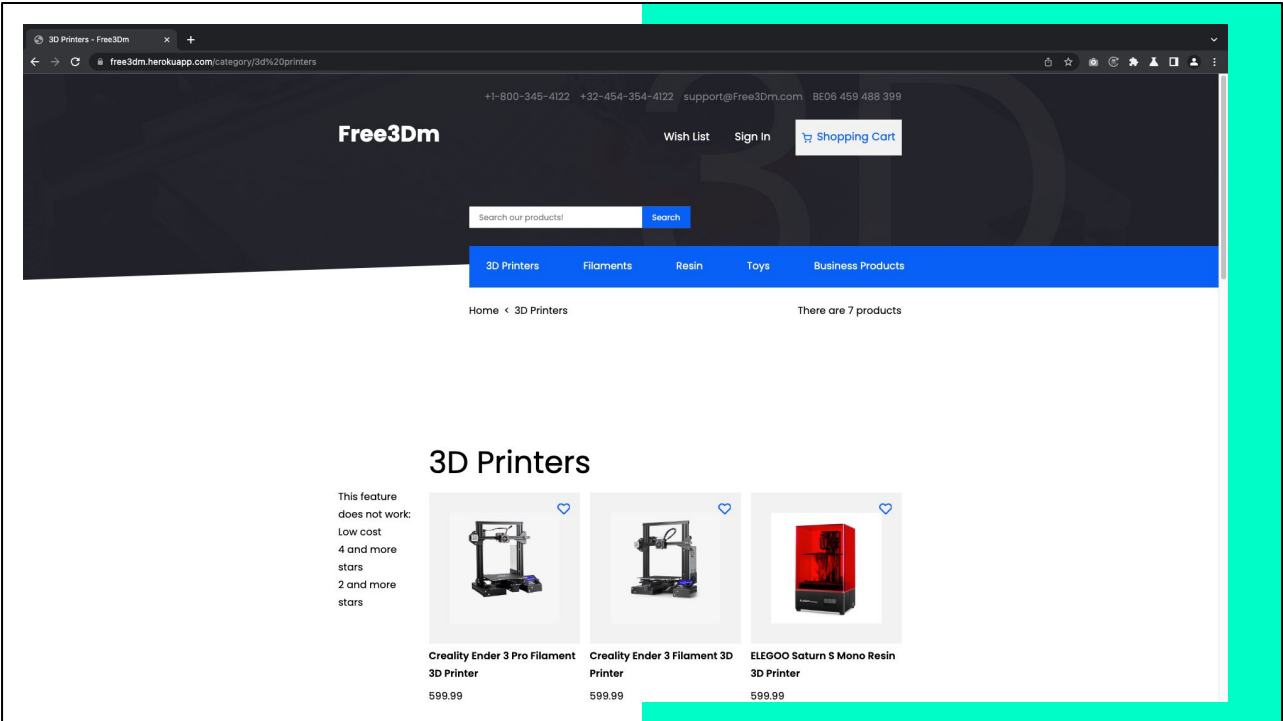 3D Printers - Free3Dm
free3dm.herokuapp.com/category/3d%20printers
+1-800-345-4122 +32-454-354-4122 support@Free3Dm.com BE06 459 488 399
Free3Dm
Wish List
Sign In
Shopping Cart
Search our products!
Search
3D Printers
Filaments
Resin
Toys
Business Products
Home < 3D Printers
There are 7 products
3D Printers
This feature
does not work:
Low cost
4 and more
stars
2 and more
stars
Creality Ender 3 Pro Filament
3D Printer
599.99
Creality Ender 3 Filament 3D
Printer
599.99
ELEGOO Saturn S Mono Resin
3D Printer
599.99